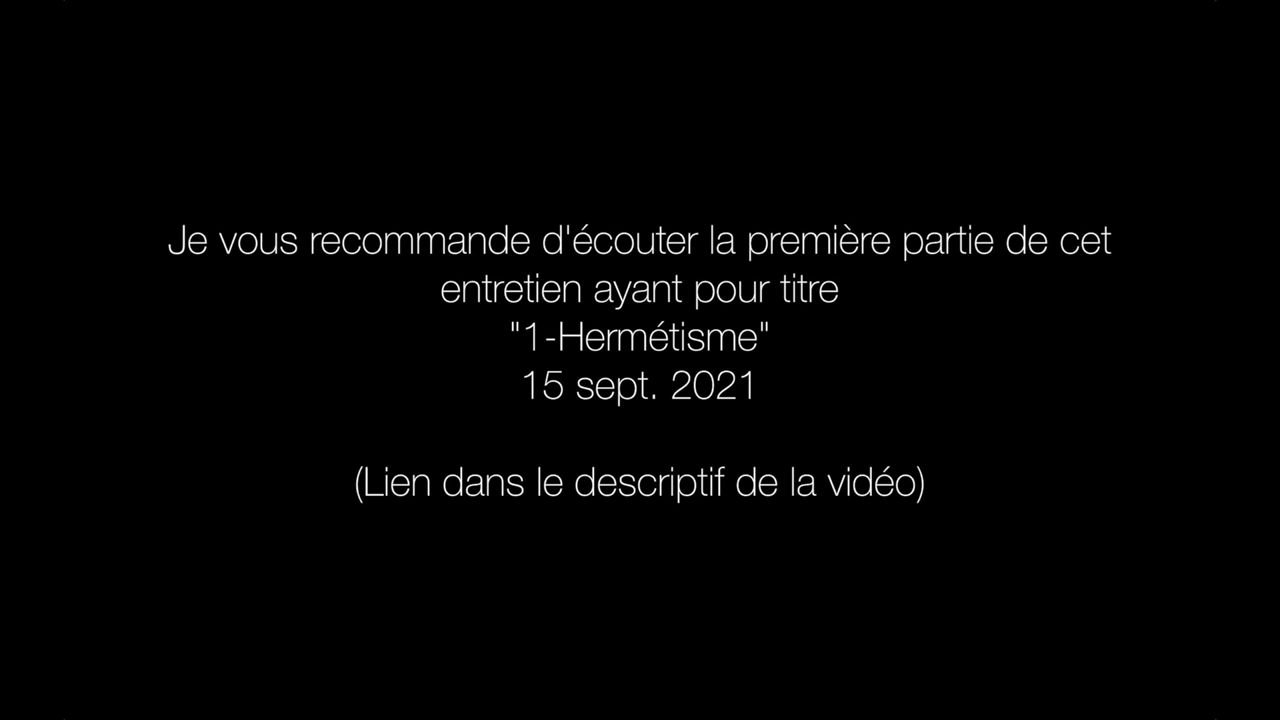 Je vous recommande d'écouter la première partie de cet
entretien ayant pour titre
"1-Hermétisme"
15 sept. 2021
(Lien dans le descriptif de la vidéo)